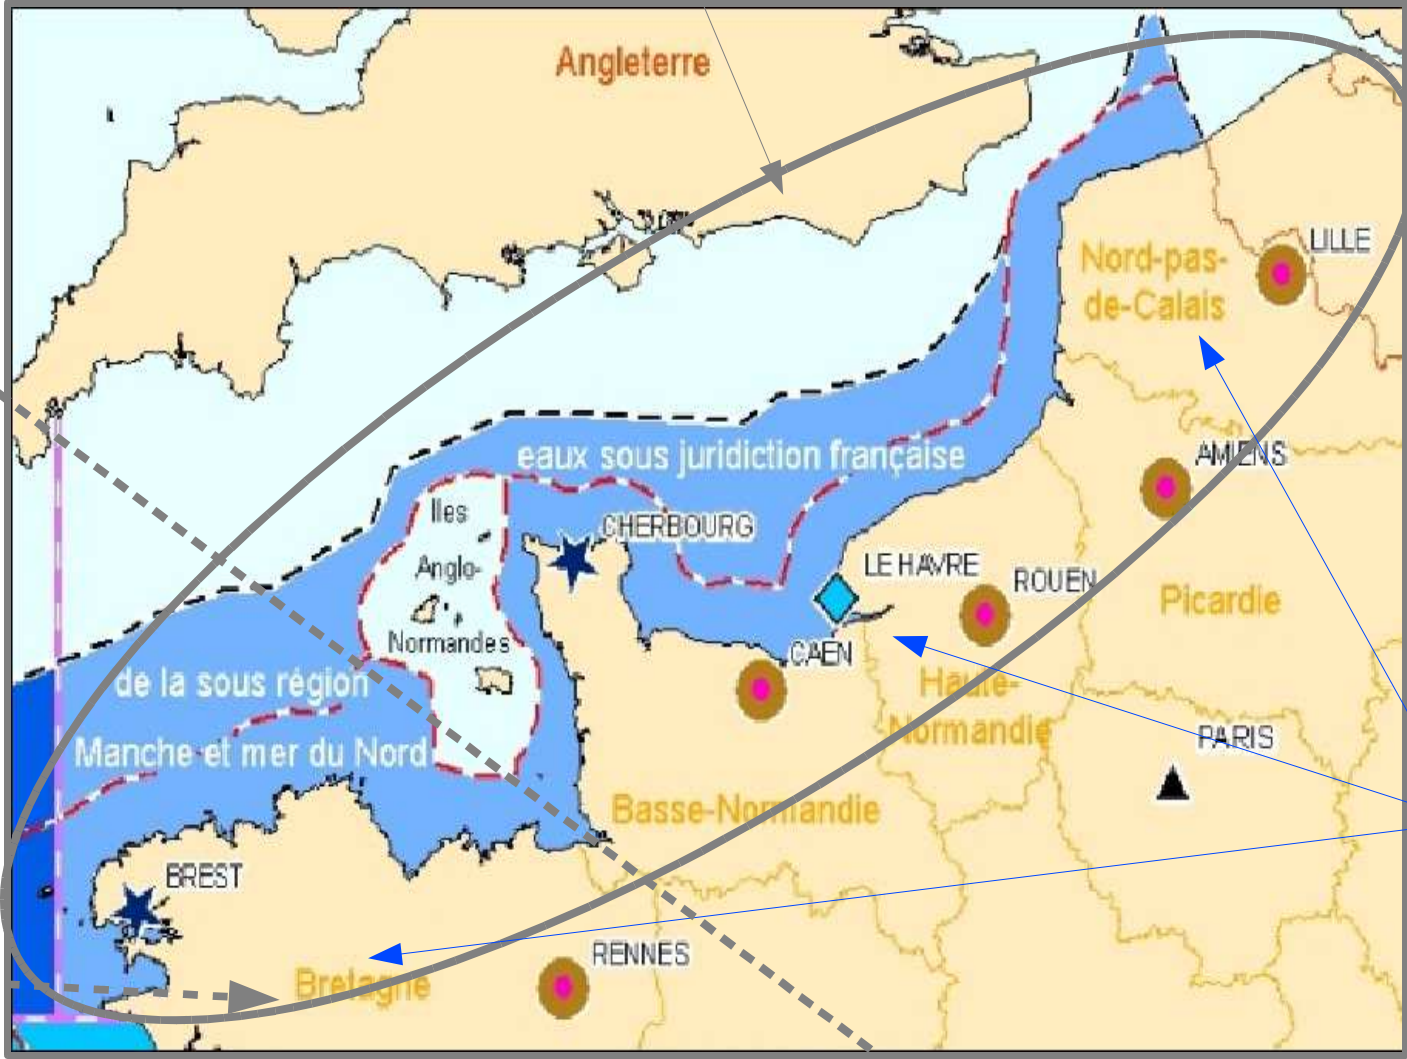 Angleterre
LILLE
Nord-pas-
de-Calais
AMIENS
eaux sous juridiction française
Iles
Anglo-
Normandes
CHERBOURG
LE HAVRE
ROUEN
Picardie
CAEN
Haute-
Normandie
de la sous région
Manche et mer du Nord
PARIS
Basse-Normandie
BREST
RENNES
Bretagne